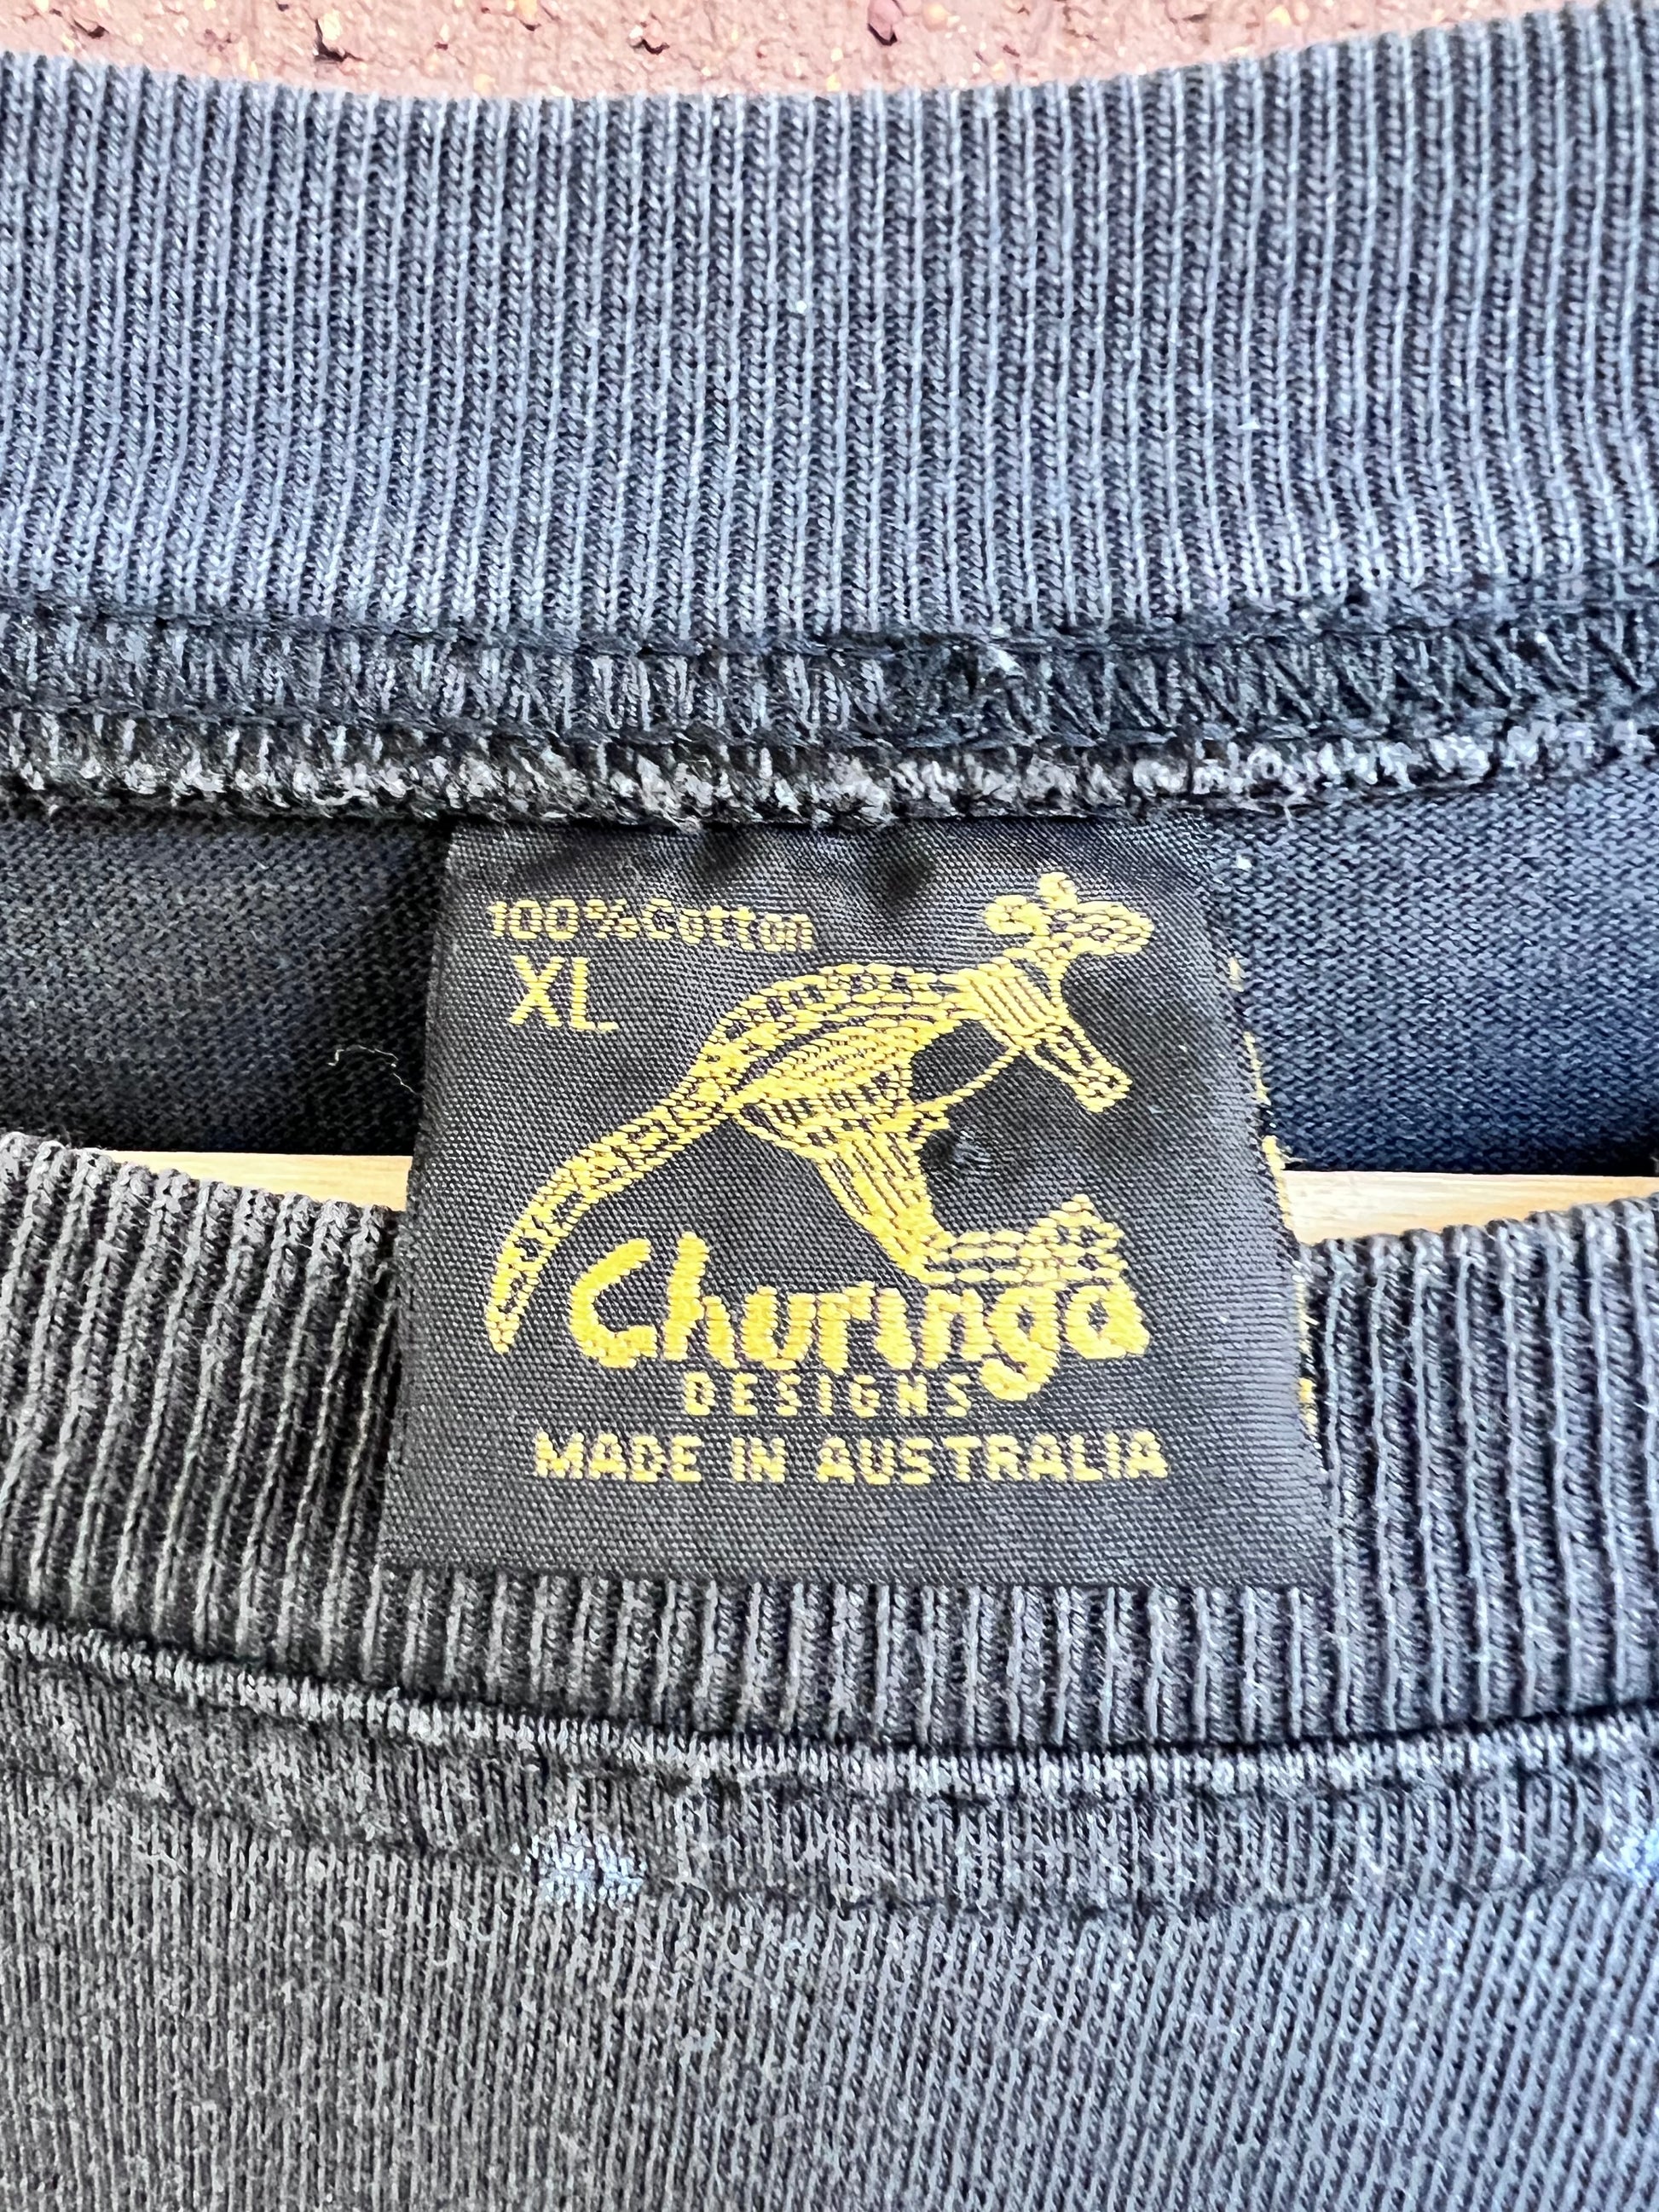 100% Cotton
XL
Churinga
DESIGNS
MADE IN AUSTRALIA